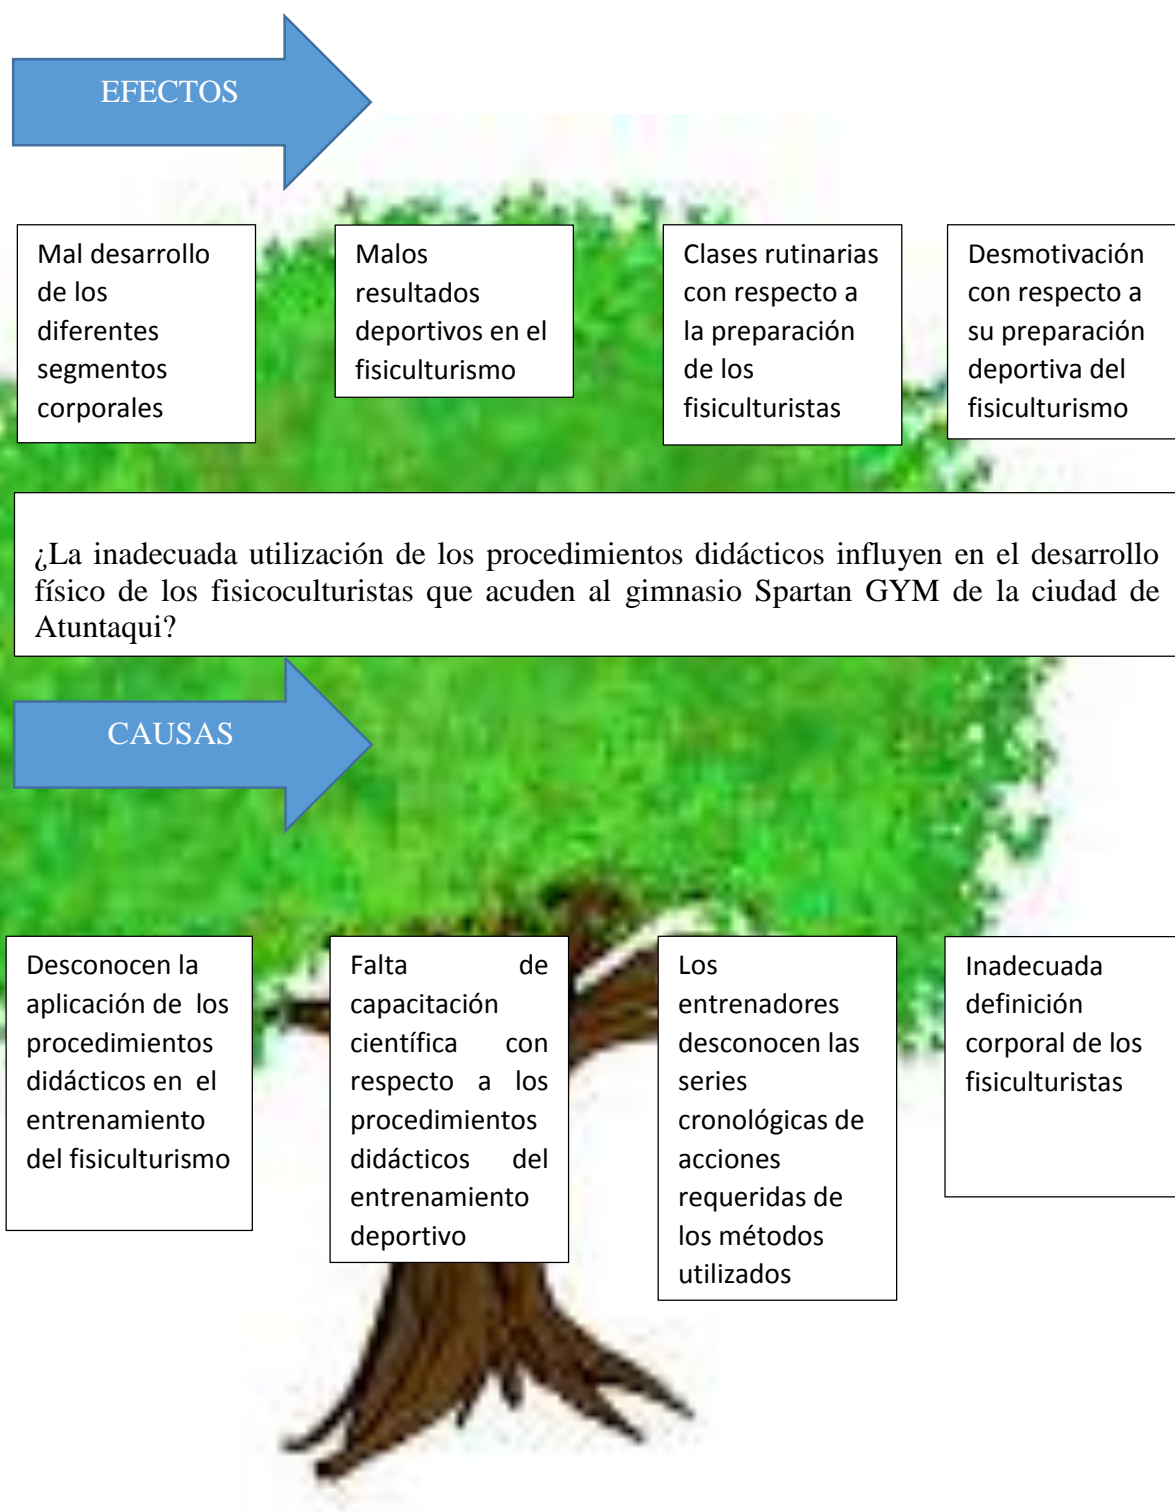 EFECTOS
Mal desarrollo
de los
diferentes
segmentos
corporales
Malos
resultados
deportivos en el
fisiculturismo
Clases rutinarias
con respecto a
la preparación
de los
fisiculturistas
Desmotivación
con respecto a
su preparación
deportiva del
fisiculturismo
¿La inadecuada utilización de los procedimientos didácticos influyen en el desarrollo
físico de los fisicoculturistas que acuden al gimnasio Spartan GYM de la ciudad de
Atuntaqui?
CAUSAS
Desconocen la
aplicación de los
procedimientos
didácticos en el
entrenamiento
del fisiculturismo
Falta de
capacitación
científica con
respecto a los
procedimientos
didácticos del
entrenamiento
deportivo
Los
entrenadores
desconocen las
series
cronológicas de
acciones
requeridas de
los métodos
utilizados
Inadecuada
definición
corporal de los
fisiculturistas